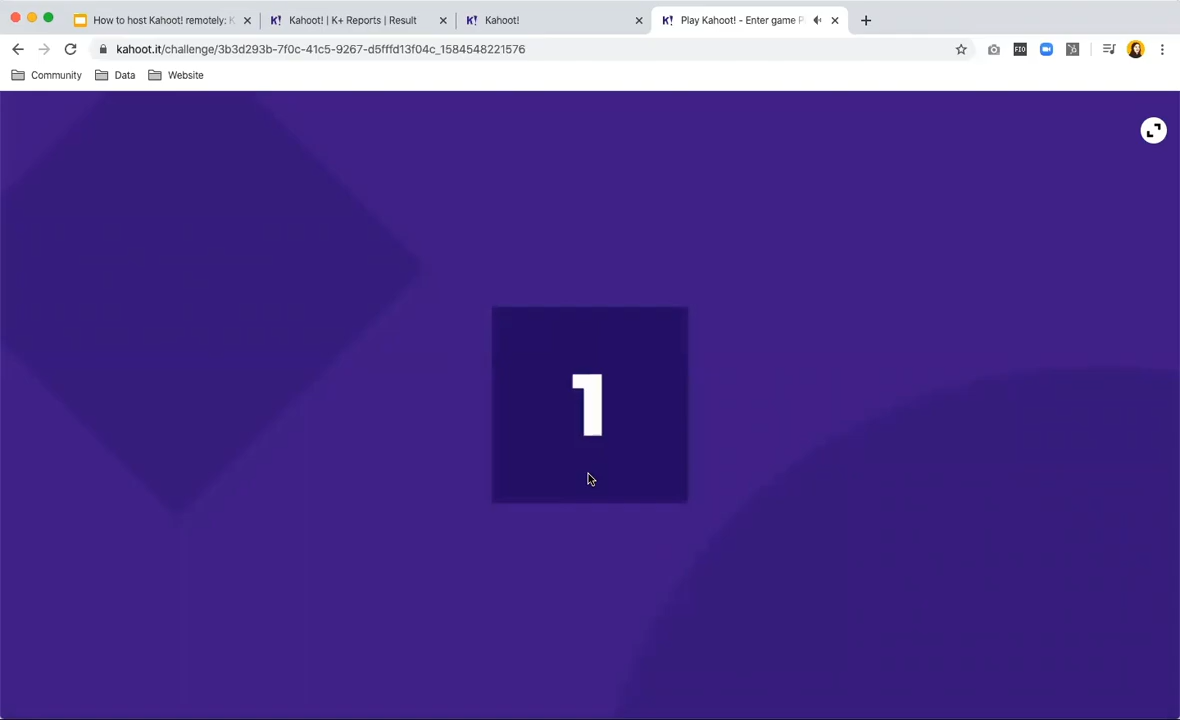 How to host Kahoot! remotely: K
K! Kahoot! | K+ Reports | Result
K! Kahoot!
K! Play Kahoot! - Enter game P
kahoot.it/challenge/3b3d293b-7f0c-41c5-9267-d5fffd13f04c_1584548221576
FIO
Community Data Website
1